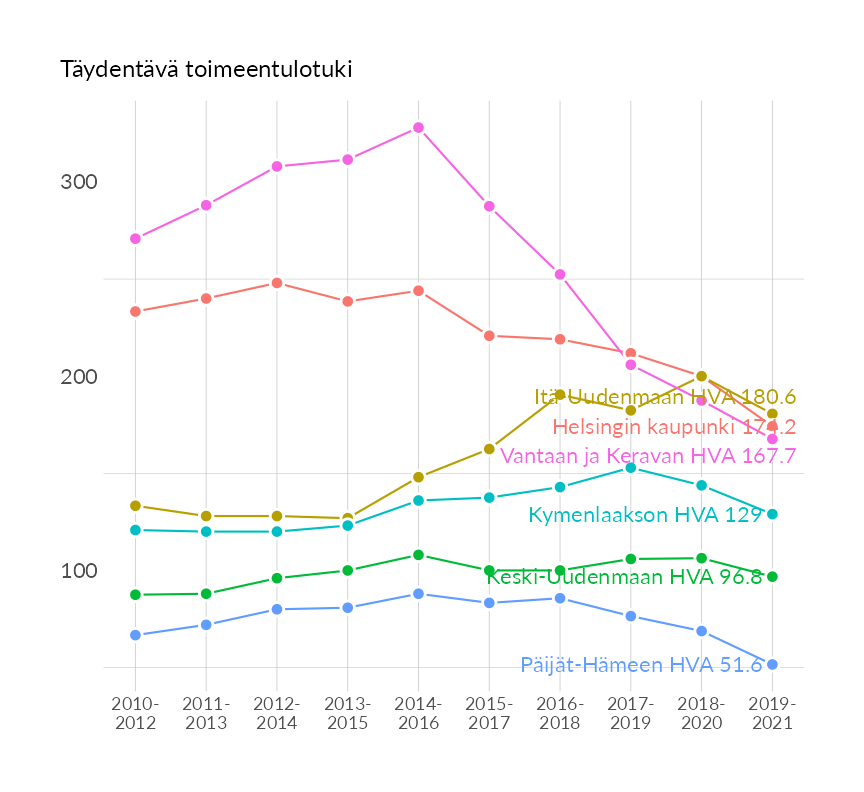 Täydentävä toimeentulotuki
300
200
100
Itä-Uudenmaan HVA 180.6
Helsingin kaupunki 174.2
Vantaan ja Keravan HVA 167.7
Kymenlaakson HVA 129
Keski-Uudenmaan HVA 96.8
Päijät-Hämeen HVA 51.6
2010- 2011- 2012- 2013- 2014- 2015- 2016- 2017- 2018- 2019-
2012 2013 2014 2015 2016 2017 2018 2019 2020 2021